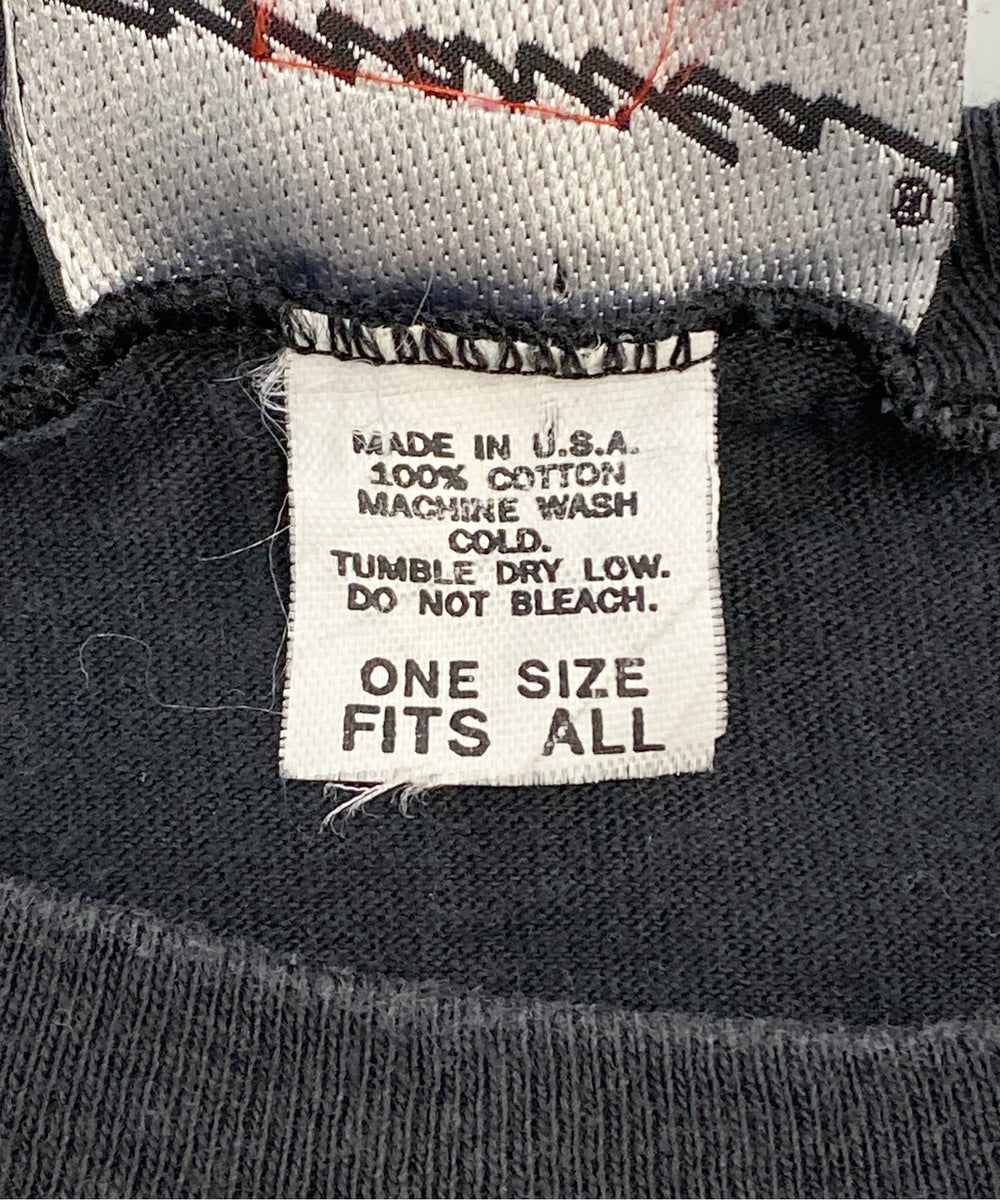 ®
MADE IN U.S.A.
100% COTTON
MACHINE WASH
COLD.
TUMBLE DRY LOW.
DO NOT BLEACH.
ONE SIZE
FITS ALL